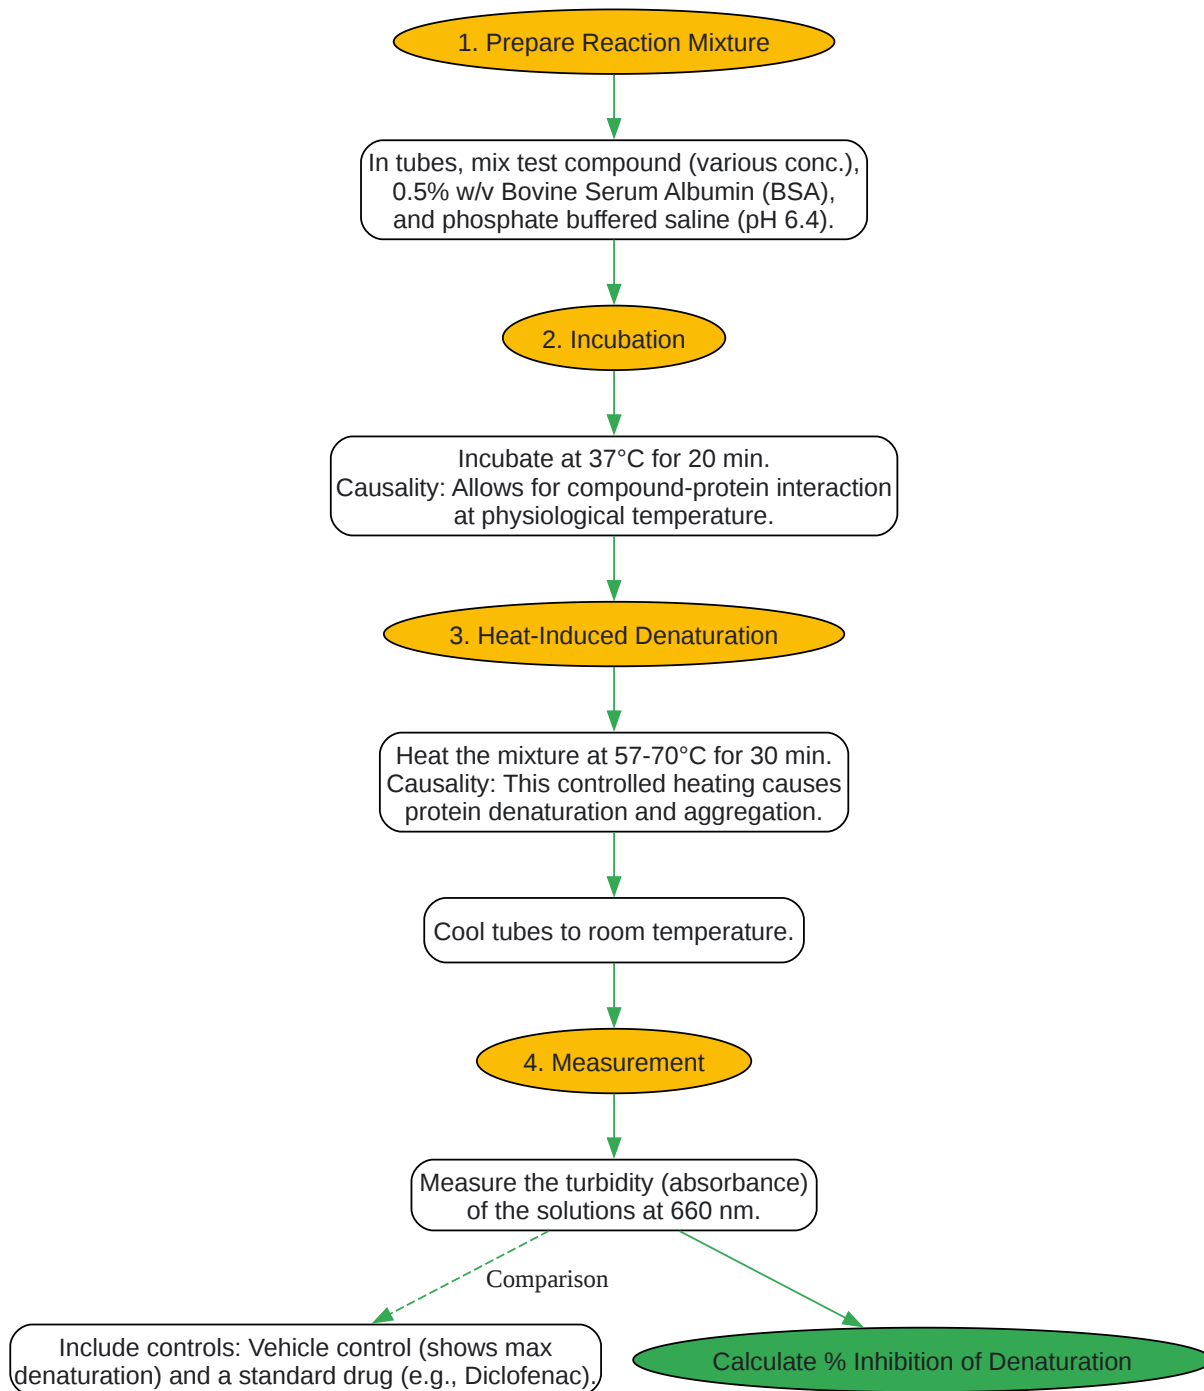 1. Prepare Reaction Mixture
In tubes, mix test compound (various conc.),
0.5% w/v Bovine Serum Albumin (BSA),
and phosphate buffered saline (pH 6.4).
2. Incubation
Incubate at 37°C for 20 min.
Causality: Allows for compound-protein interaction
at physiological temperature.
3. Heat-Induced Denaturation
Heat the mixture at 57-70°C for 30 min.
Causality: This controlled heating causes
protein denaturation and aggregation.
Cool tubes to room temperature.
4. Measurement
Measure the turbidity (absorbance)
of the solutions at 660 nm.
Comparison
Include controls: Vehicle control (shows max
denaturation) and a standard drug (e.g., Diclofenac).
Calculate % Inhibition of Denaturation